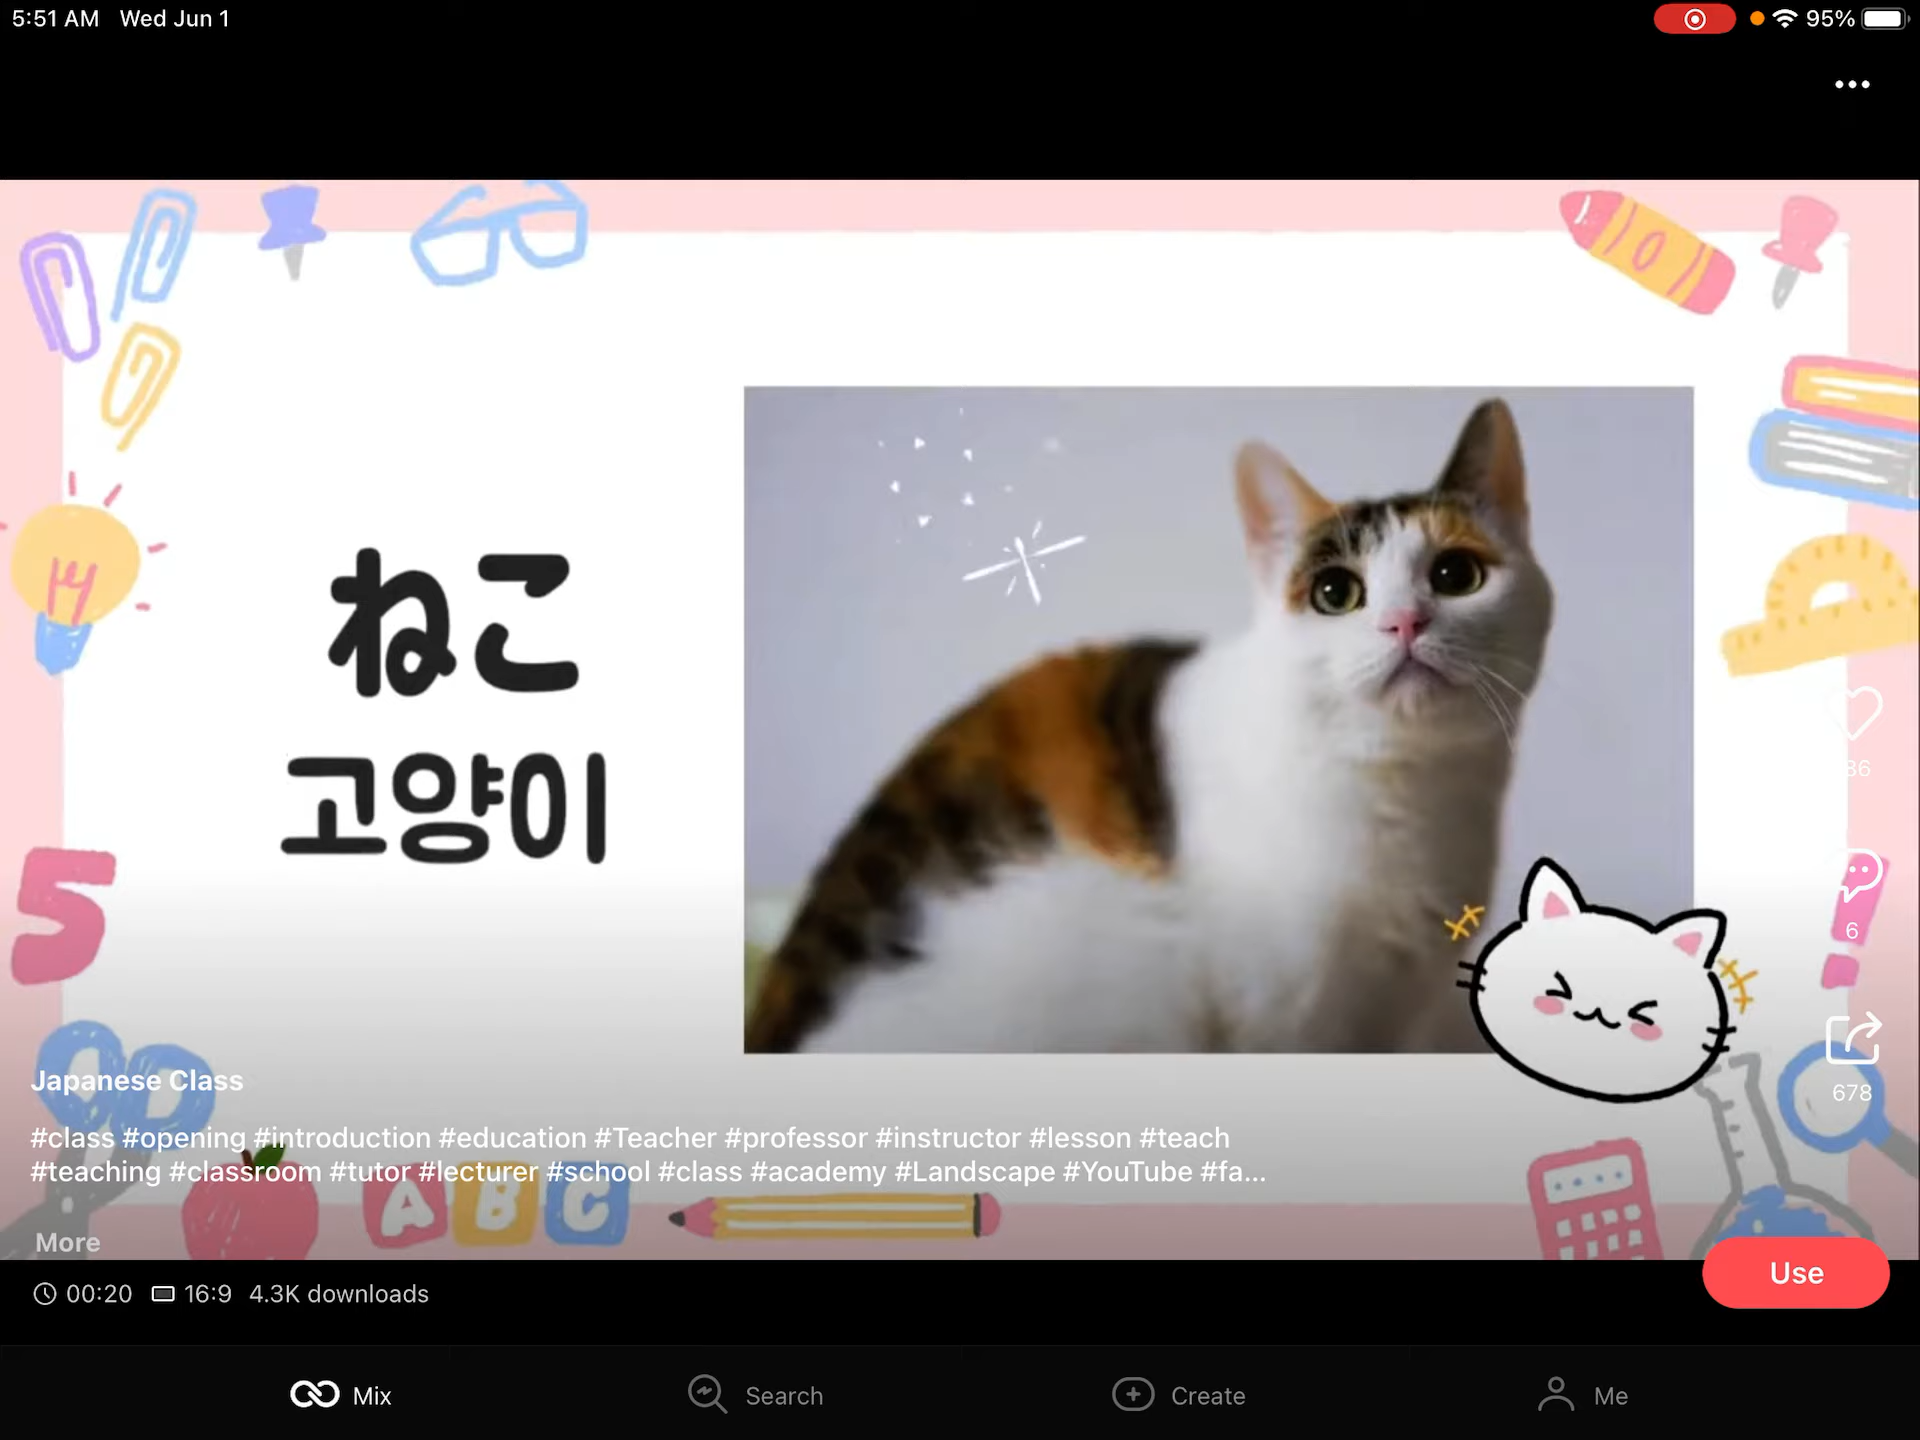 5:51 AM Wed Jun 1
95%
ねこ
고양이
86
6
678
5
Japanese Class
#class #opening #introduction #education #Teacher #professor #instructor #lesson #teach
#teaching #classroom #tutor #lecturer #school #class #academy #Landscape #YouTube #fa...
A B C
More
00:20 16:9 4.3K downloads
Use
Mix
Search
Create
Me